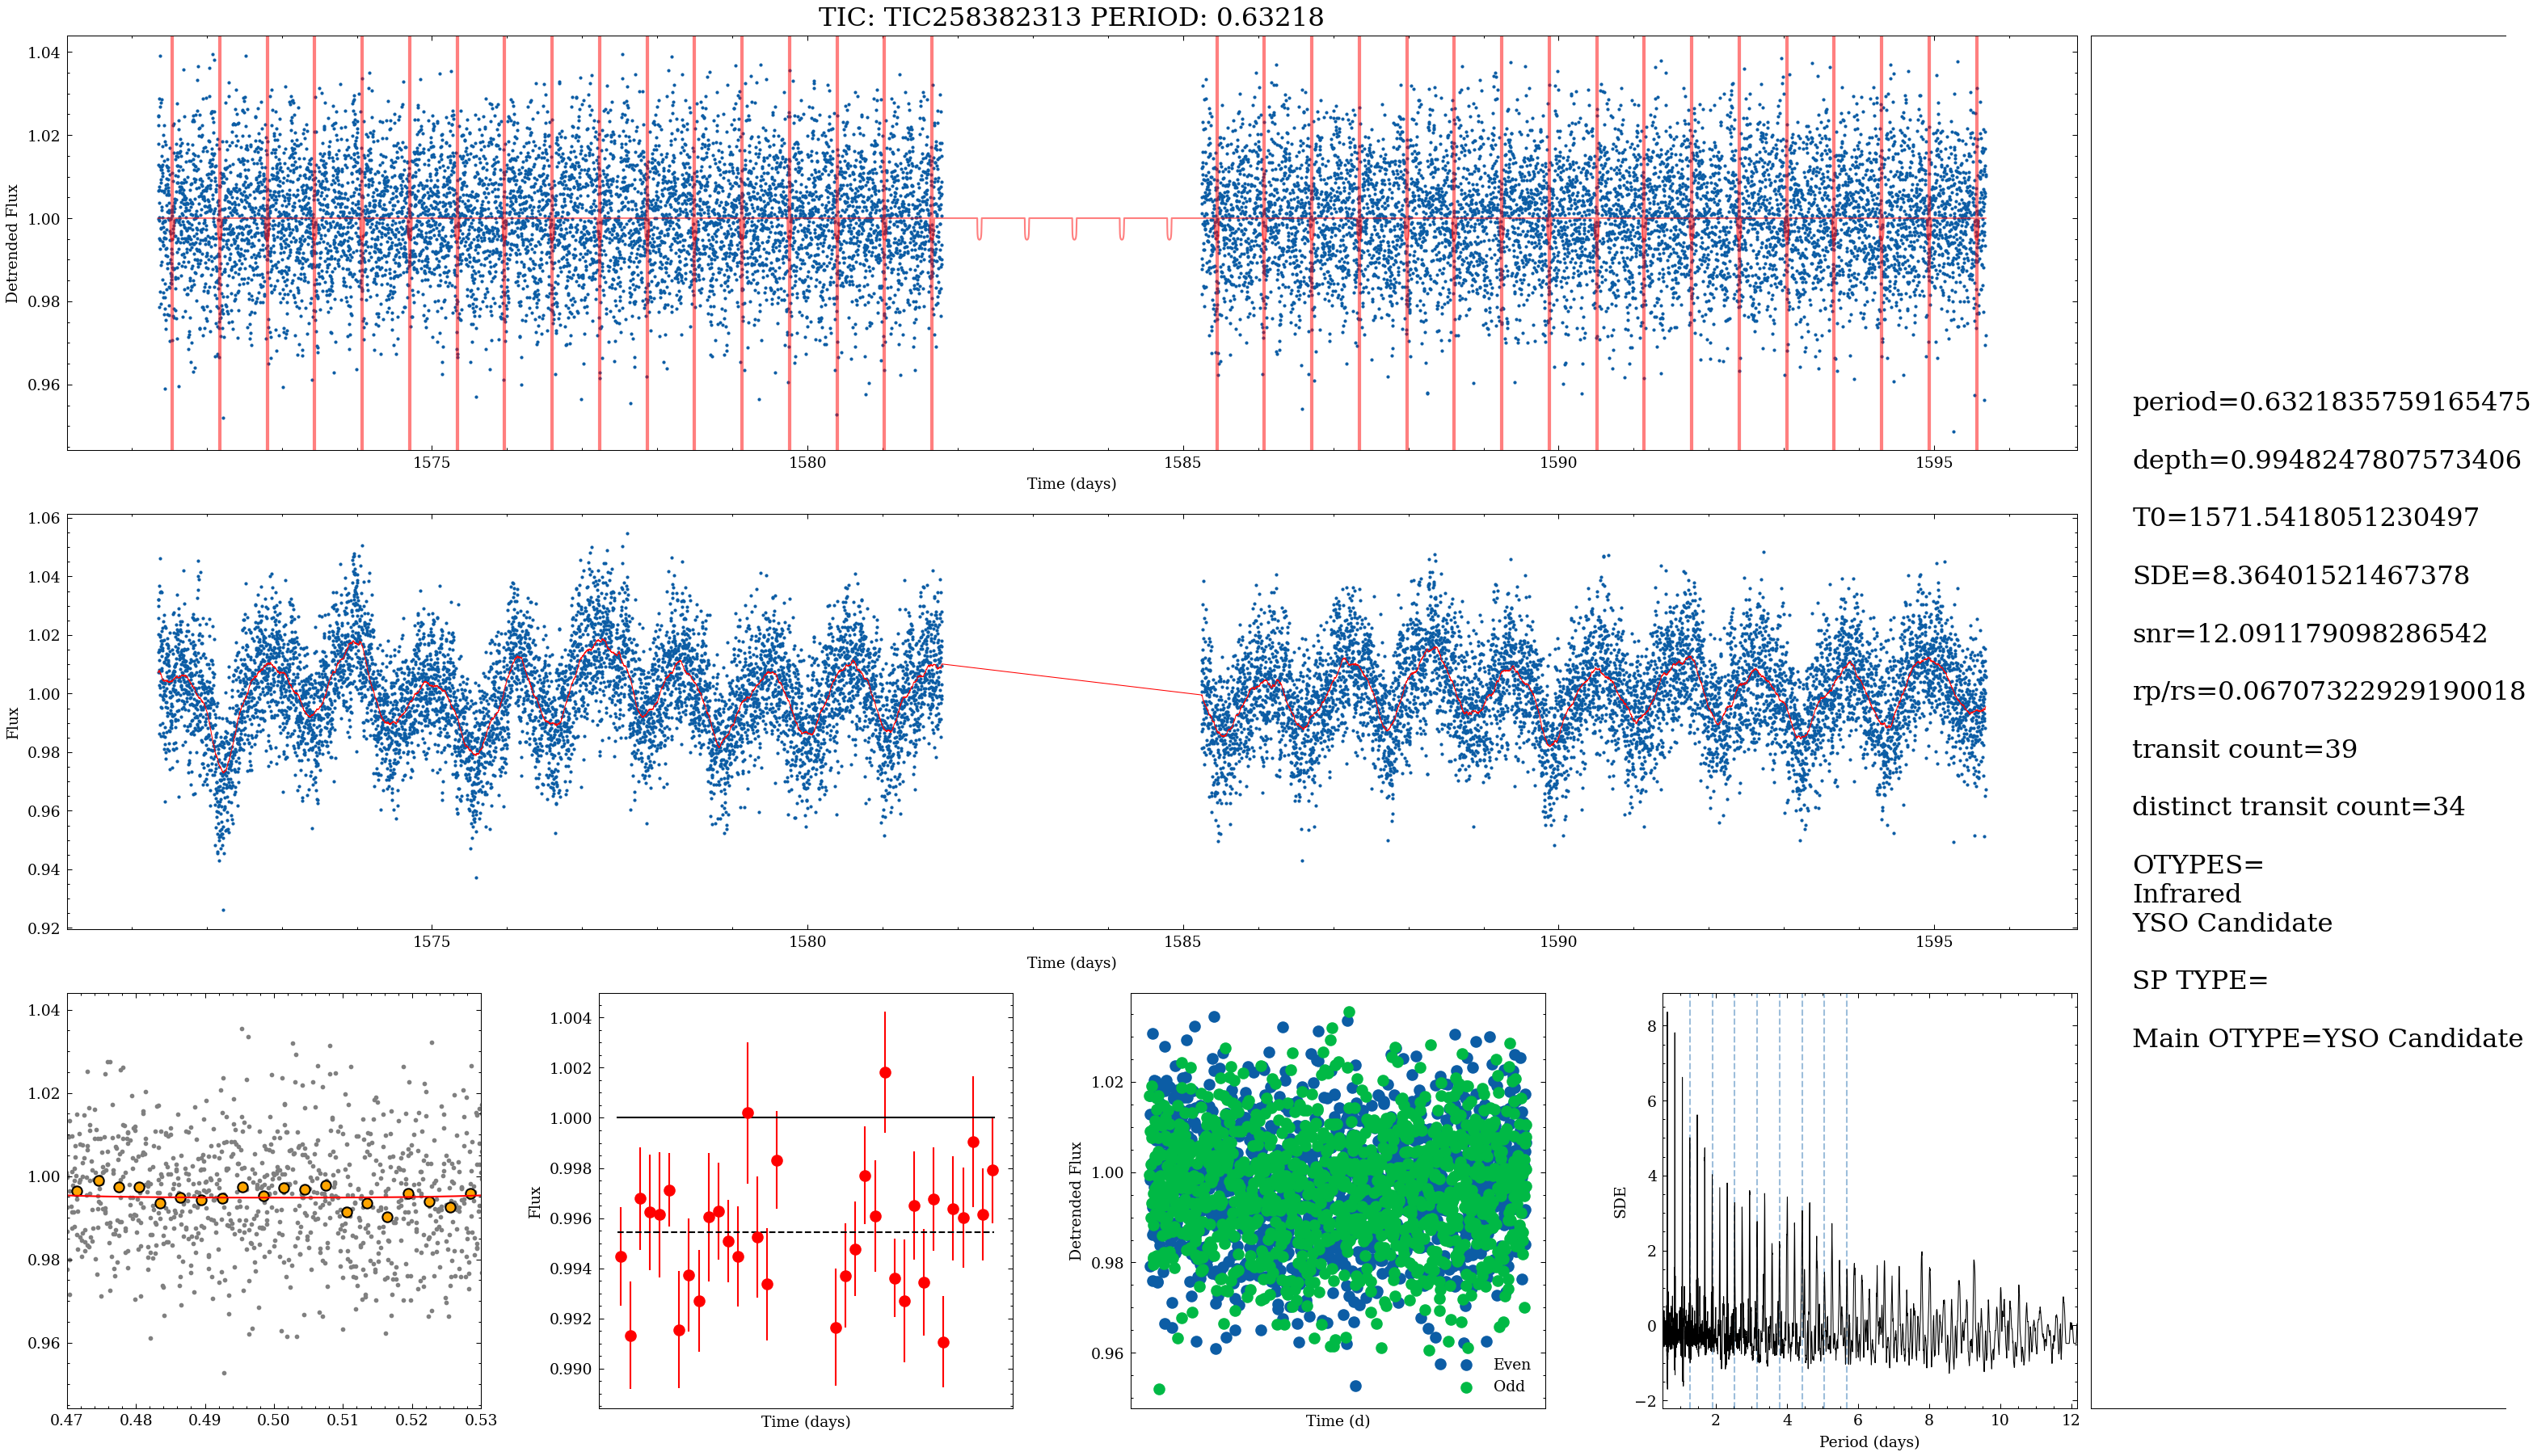 TIC: TIC258382313 PERIOD: 0.63218
1.04
1.02
1.00
0.98
0.96
Detrended Flux
1575
1580
1585
1590
1595
Time (days)
1.06
1.04
1.02
1.00
0.98
0.96
0.94
0.92
Flux
1575
1580
1585
1590
1595
Time (days)
1.04
1.02
1.00
0.98
0.96
0.47
0.48
0.49
0.50
0.51
0.52
0.53
1.004
1.002
1.000
0.998
0.996
0.994
0.992
0.990
Flux
Time (days)
1.02
1.00
0.98
0.96
Detrended Flux
Even
Odd
Time (d)
8
6
4
2
0
−2
SDE
2
4
6
8
10
12
Period (days)
period=0.6321835759165475
depth=0.9948247807573406
T0=1571.5418051230497
SDE=8.36401521467378
snr=12.091179098286542
rp/rs=0.06707322929190018
transit count=39
distinct transit count=34
OTYPES=
Infrared
YSO Candidate
SP TYPE=
Main OTYPE=YSO Candidate